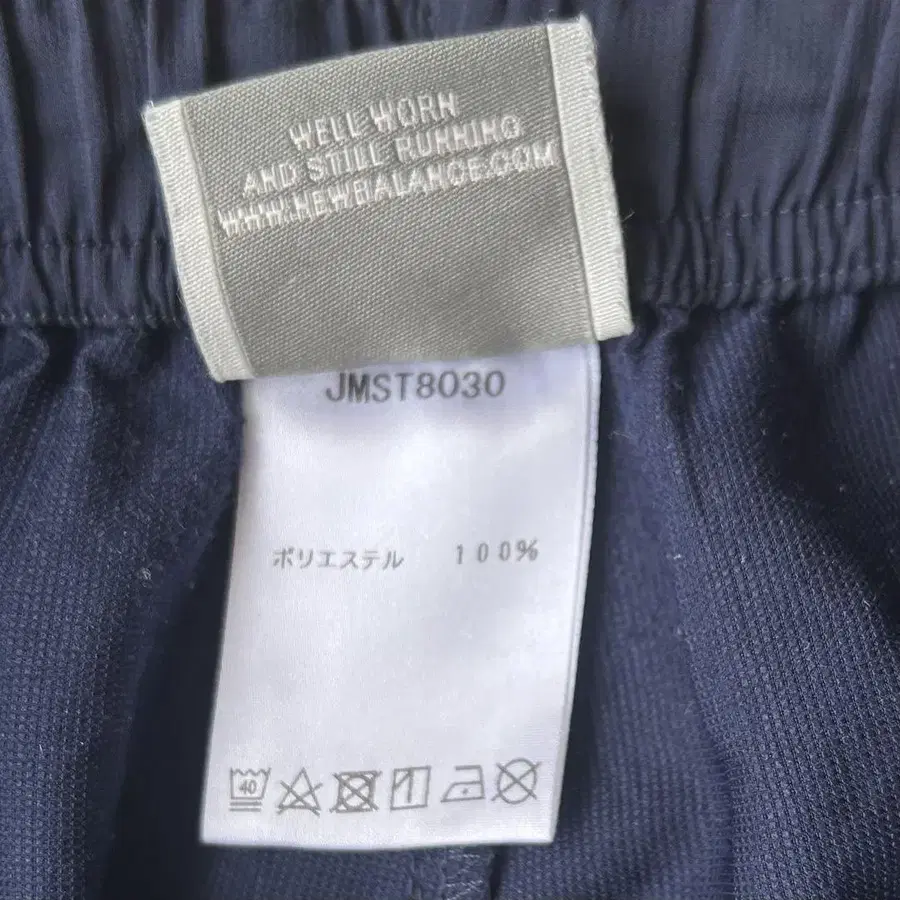 WELL WORN
AND STILL RUNNING
WWW.NEWBALANCE.COM
JMST8030
ポリエステル 100%
40